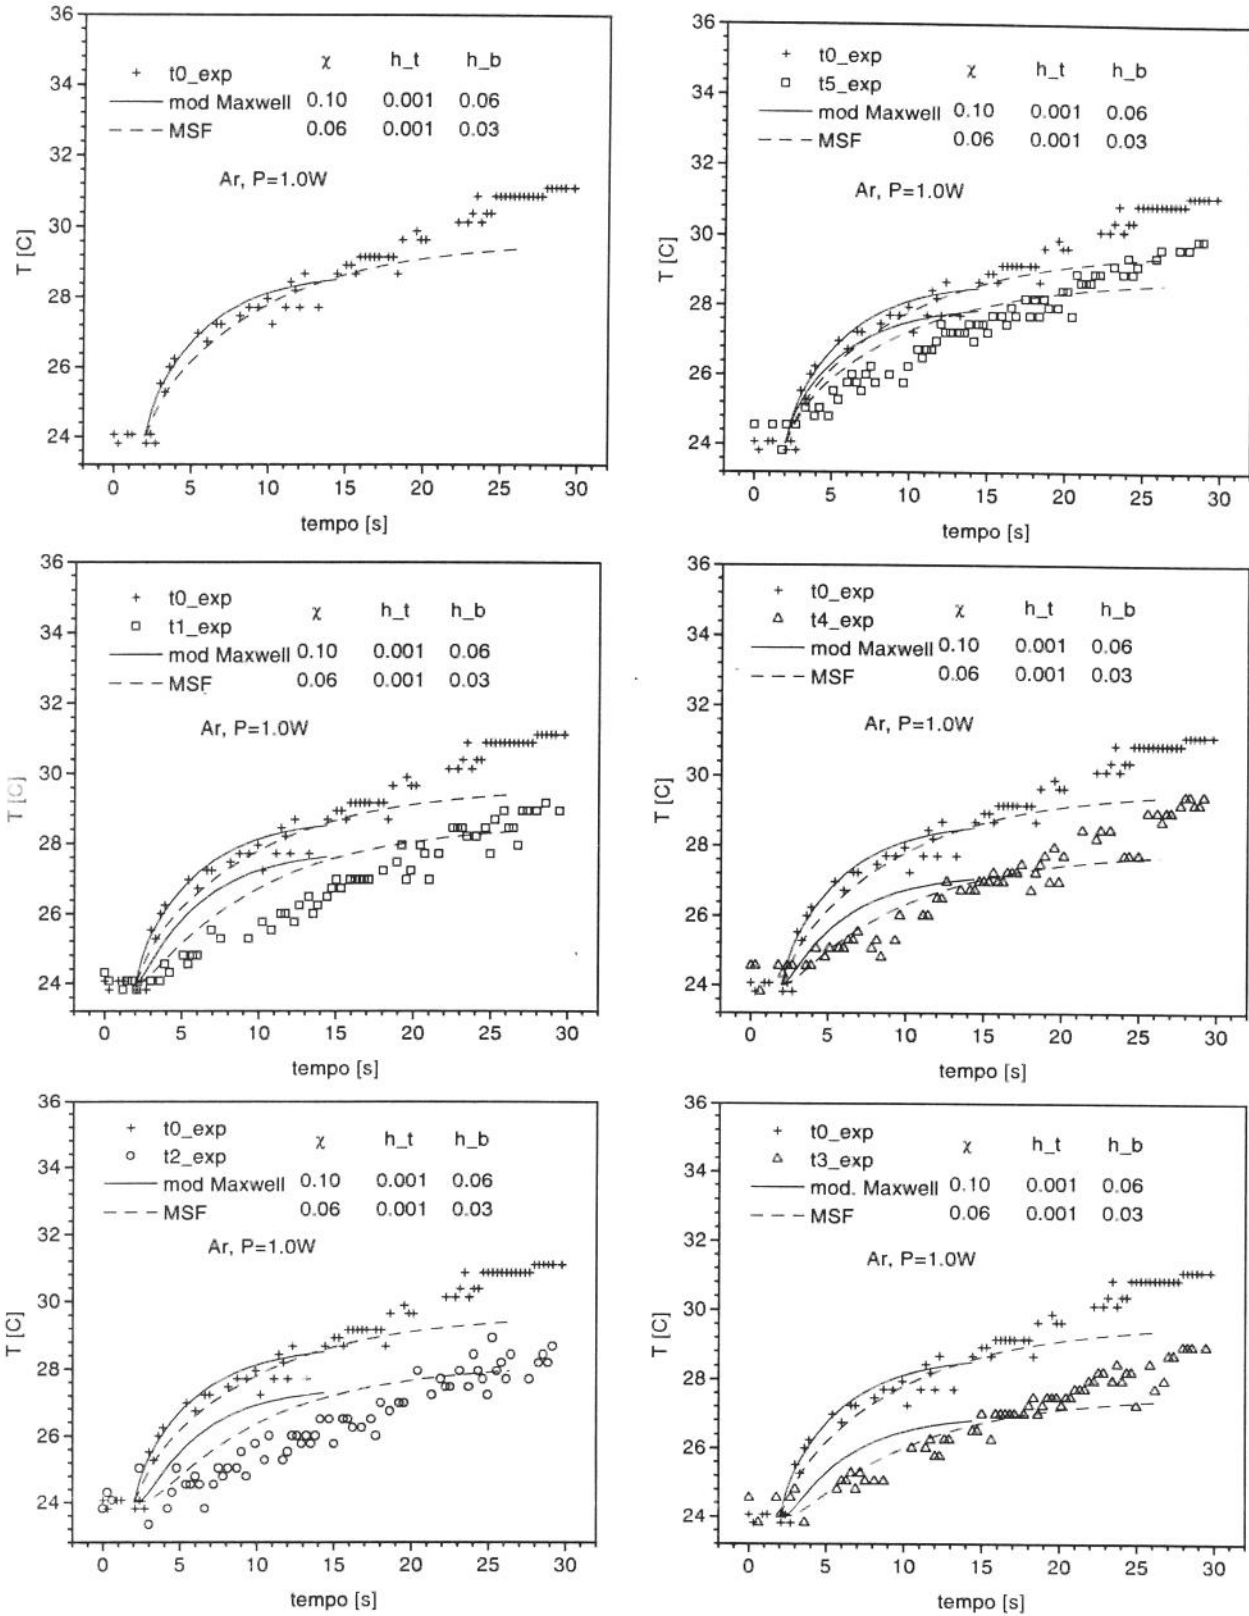 36
34
32
30
28
26
24
T [C]
χ h_t h_b
t0_exp
mod Maxwell 0.10 0.001 0.06
MSF 0.06 0.001 0.03
Ar, P=1.0W
0 5 10 15 20 25 30
tempo [s]
36
34
32
30
28
26
24
T [C]
t0_exp
χ h_t h_b
t5_exp
mod Maxwell 0.10 0.001 0.06
MSF 0.06 0.001 0.03
Ar, P=1.0W
0 5 10 15 20 25 30
tempo [s]
36
34
32
30
28
26
24
T [C]
t0_exp
χ h_t h_b
t1_exp
mod Maxwell 0.10 0.001 0.06
MSF 0.06 0.001 0.03
Ar, P=1.0W
0 5 10 15 20 25 30
tempo [s]
36
34
32
30
28
26
24
T [C]
t0_exp
χ h_t h_b
t4_exp
mod Maxwell 0.10 0.001 0.06
MSF 0.06 0.001 0.03
Ar, P=1.0W
0 5 10 15 20 25 30
tempo [s]
36
34
32
30
28
26
24
T [C]
t0_exp
χ h_t h_b
t2_exp
mod Maxwell 0.10 0.001 0.06
MSF 0.06 0.001 0.03
Ar, P=1.0W
0 5 10 15 20 25 30
tempo [s]
36
34
32
30
28
26
24
T [C]
t0_exp
χ h_t h_b
t3_exp
mod. Maxwell 0.10 0.001 0.06
MSF 0.06 0.001 0.03
Ar, P=1.0W
0 5 10 15 20 25 30
tempo [s]